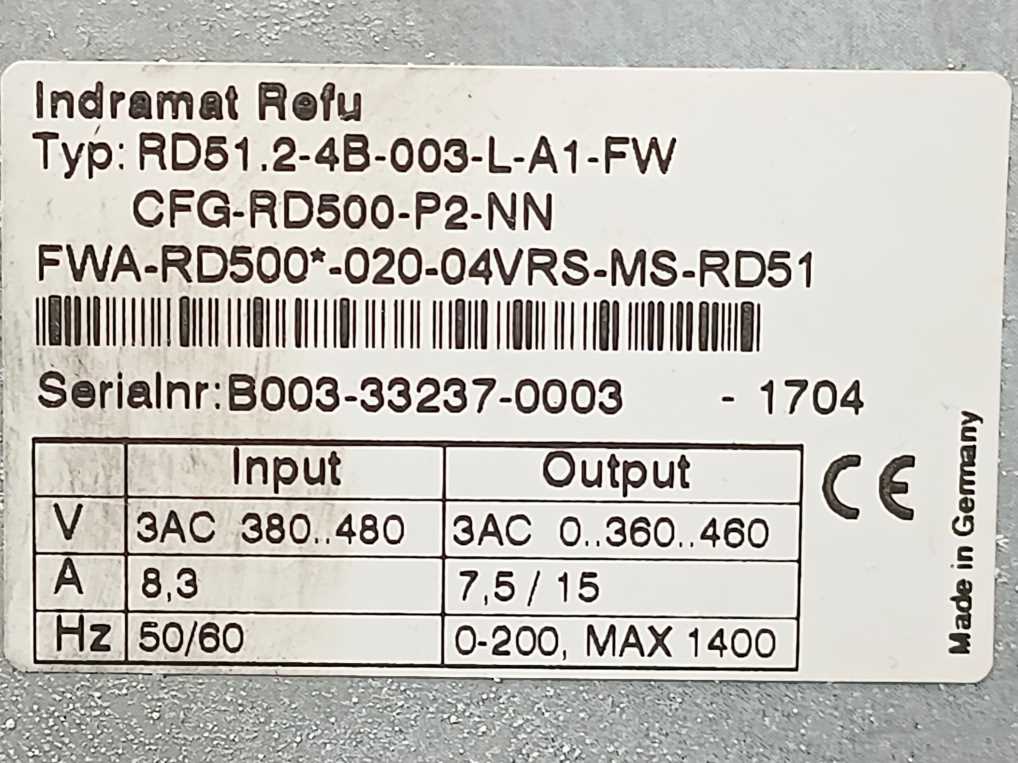 Indramat Refu
Typ: RD51.2-4B-003-L-A1-FW
CFG-RD500-P2-NN
FWA-RD500*-020-04VRS-MS-RD51
Serialnr: B003-33237-0003 - 1704
Input Output
V 3AC 380..480 3AC 0..360..460
A 8,3 7,5 / 15
Hz 50/60 0-200, MAX 1400
CE
Made in Germany